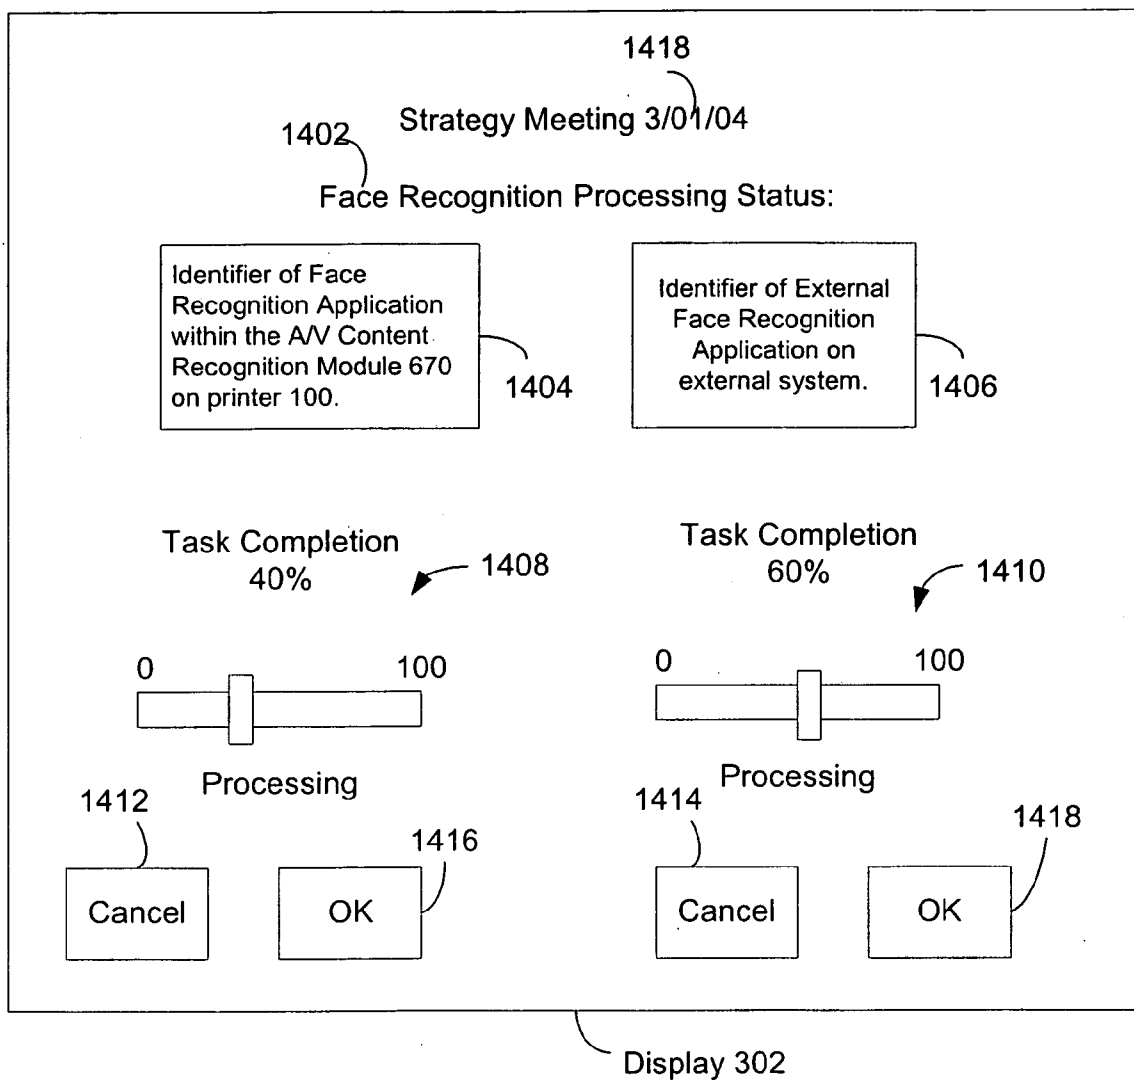 1418
Strategy Meeting 3/01/04
1402
Face Recognition Processing Status:
Identifier of Face
Recognition Application
within the A/V Content
Recognition Module 670
on printer 100.
1404
Identifier of External
Face Recognition
Application on
external system.
1406
Task Completion
40%
1408
Task Completion
60%
1410
0 100
0 100
Processing
Processing
1412
1416
1414
1418
Cancel
OK
Cancel
OK
Display 302